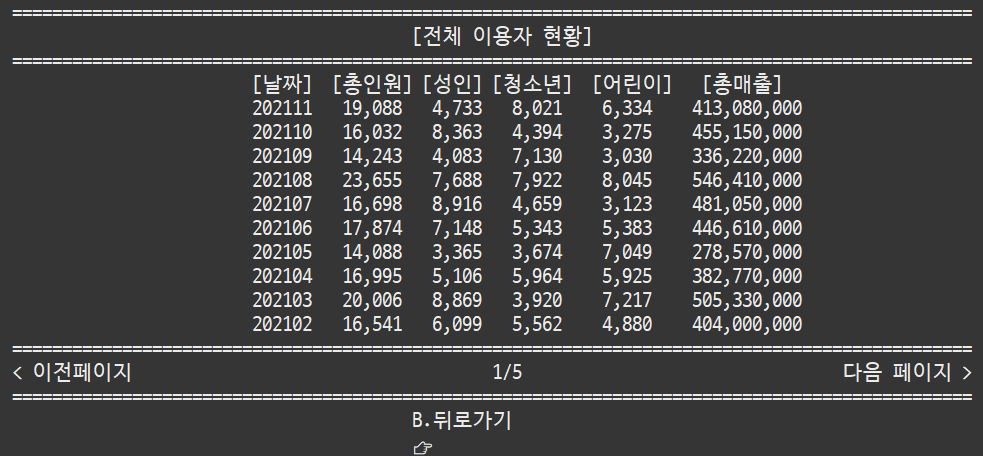 ================================================================================================
[전체 이용자 현황]
================================================================================================
[날짜] [총인원] [성인] [청소년] [어린이] [총매출]
202111 19,088 4,733 8,021 6,334 413,080,000
202110 16,032 8,363 4,394 3,275 455,150,000
202109 14,243 4,083 7,130 3,030 336,220,000
202108 23,655 7,688 7,922 8,045 546,410,000
202107 16,698 8,916 4,659 3,123 481,050,000
202106 17,874 7,148 5,343 5,383 446,610,000
202105 14,088 3,365 3,674 7,049 278,570,000
202104 16,995 5,106 5,964 5,925 382,770,000
202103 20,006 8,869 3,920 7,217 505,330,000
202102 16,541 6,099 5,562 4,880 404,000,000
================================================================================================
< 이전페이지 1/5 다음 페이지 >
================================================================================================
B.뒤로가기
☞